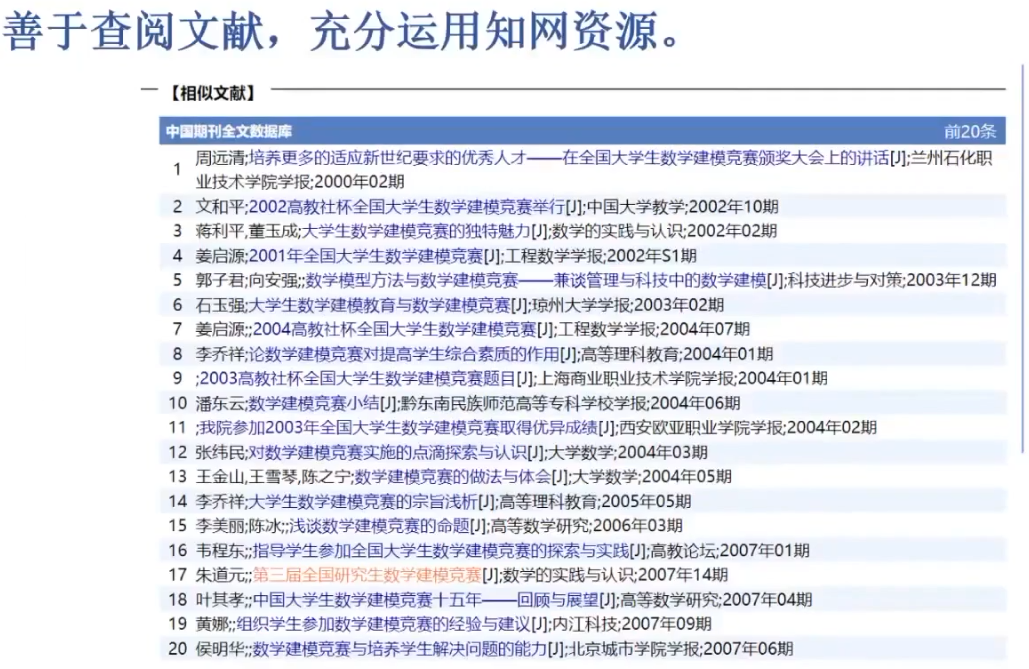 善于查阅文献，充分运用知网资源。
【相似文献】
中国期刊全文数据库 前20条
1 周远清;培养更多的适应新世纪要求的优秀人才——在全国大学生数学建模竞赛颁奖大会上的讲话[J];兰州石化职
业技术学院学报;2000年02期
2 文和平;2002高教社杯全国大学生数学建模竞赛举行[J];中国大学教学;2002年10期
3 蒋利平,董玉成;大学生数学建模竞赛的独特魅力[J];数学的实践与认识;2002年02期
4 姜启源;2001年全国大学生数学建模竞赛[J];工程数学学报;2002年S1期
5 郭子君;向安强;;数学模型方法与数学建模竞赛——兼谈管理与科技中的数学建模[J];科技进步与对策;2003年12期
6 石玉强;大学生数学建模教育与数学建模竞赛[J];琼州大学学报;2003年02期
7 姜启源;;2004高教社杯全国大学生数学建模竞赛[J];工程数学学报;2004年07期
8 李乔祥;论数学建模竞赛对提高学生综合素质的作用[J];高等理科教育;2004年01期
9 ;2003高教社杯全国大学生数学建模竞赛题目[J];上海商业职业技术学院学报;2004年01期
10 潘东云;数学建模竞赛小结[J];黔东南民族师范高等专科学校学报;2004年06期
11 ;我院参加2003年全国大学生数学建模竞赛取得优异成绩[J];西安欧亚职业学院学报;2004年02期
12 张纬民;对数学建模竞赛实施的点滴探索与认识[J];大学数学;2004年03期
13 王金山,王雪琴,陈之宁;数学建模竞赛的做法与体会[J];大学数学;2004年05期
14 李乔祥;大学生数学建模竞赛的宗旨浅析[J];高等理科教育;2005年05期
15 李美丽;陈冰;;浅谈数学建模竞赛的命题[J];高等数学研究;2006年03期
16 韦程东;;指导学生参加全国大学生数学建模竞赛的探索与实践[J];高教论坛;2007年01期
17 朱道元;;第三届全国研究生数学建模竞赛[J];数学的实践与认识;2007年14期
18 叶其孝;;中国大学生数学建模竞赛十五年——回顾与展望[J];高等数学研究;2007年04期
19 黄娜;;组织学生参加数学建模竞赛的经验与建议[J];内江科技;2007年09期
20 侯明华;;数学建模竞赛与培养学生解决问题的能力[J];北京城市学院学报;2007年06期